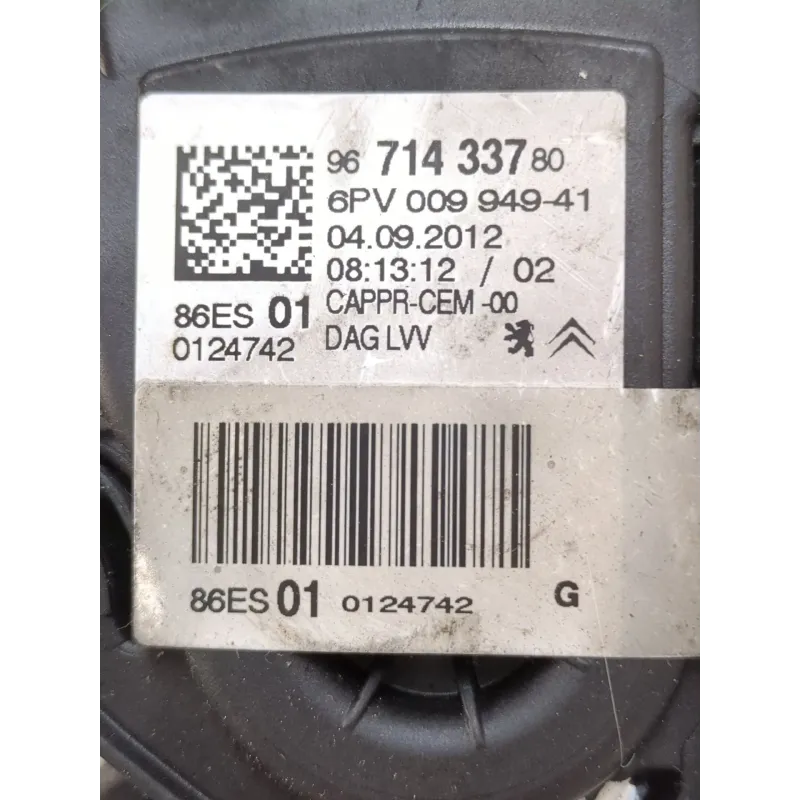 96 714 337 80
6PV 009 949-41
04.09.2012
08:13:12 / 02
86ES 01 CAPPR-CEM -00
0124742 DAG LVV
86ES 01 0124742 G